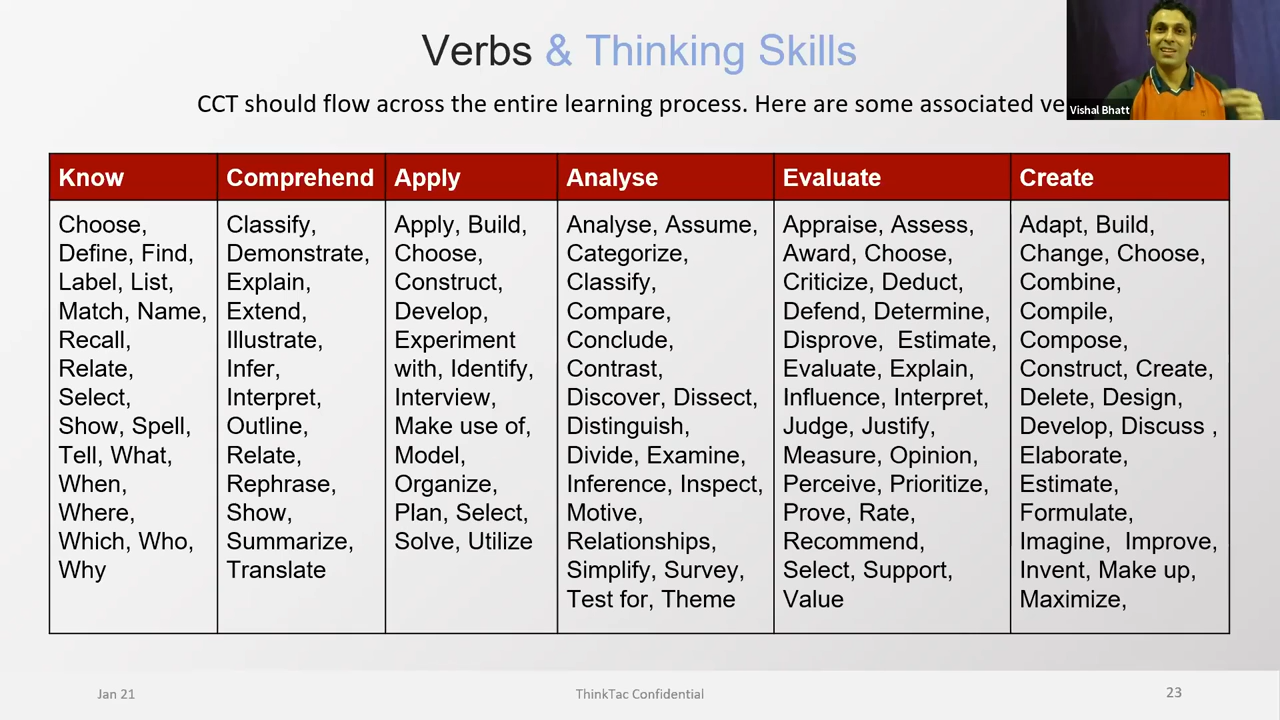 Verbs & Thinking Skills
CCT should flow across the entire learning process. Here are some associated
Vishal Bhatt
Know
Choose,
Define, Find,
Label, List,
Match, Name,
Recall,
Relate,
Select,
Show, Spell,
Tell, What,
When,
Where,
Which, Who,
Why
Comprehend
Classify,
Demonstrate,
Explain,
Extend,
Illustrate,
Infer,
Interpret,
Outline,
Relate,
Rephrase,
Show,
Summarize,
Translate
Apply
Apply, Build,
Choose,
Construct,
Develop,
Experiment
with, Identify,
Interview,
Make use of,
Model,
Organize,
Plan, Select,
Solve, Utilize
Analyse
Analyse, Assume,
Categorize,
Classify,
Compare,
Conclude,
Contrast,
Discover, Dissect,
Distinguish,
Divide, Examine,
Inference, Inspect,
Motive,
Relationships,
Simplify, Survey,
Test for, Theme
Evaluate
Appraise, Assess,
Award, Choose,
Criticize, Deduct,
Defend, Determine,
Disprove,  Estimate,
Evaluate, Explain,
Influence, Interpret,
Judge, Justify,
Measure, Opinion,
Perceive, Prioritize,
Prove, Rate,
Recommend,
Select, Support,
Value
Create
Adapt, Build,
Change, Choose,
Combine,
Compile,
Compose,
Construct, Create,
Delete, Design,
Develop, Discuss ,
Elaborate,
Estimate,
Formulate,
Imagine,  Improve,
Invent, Make up,
Maximize,
Jan 21
ThinkTac Confidential
23